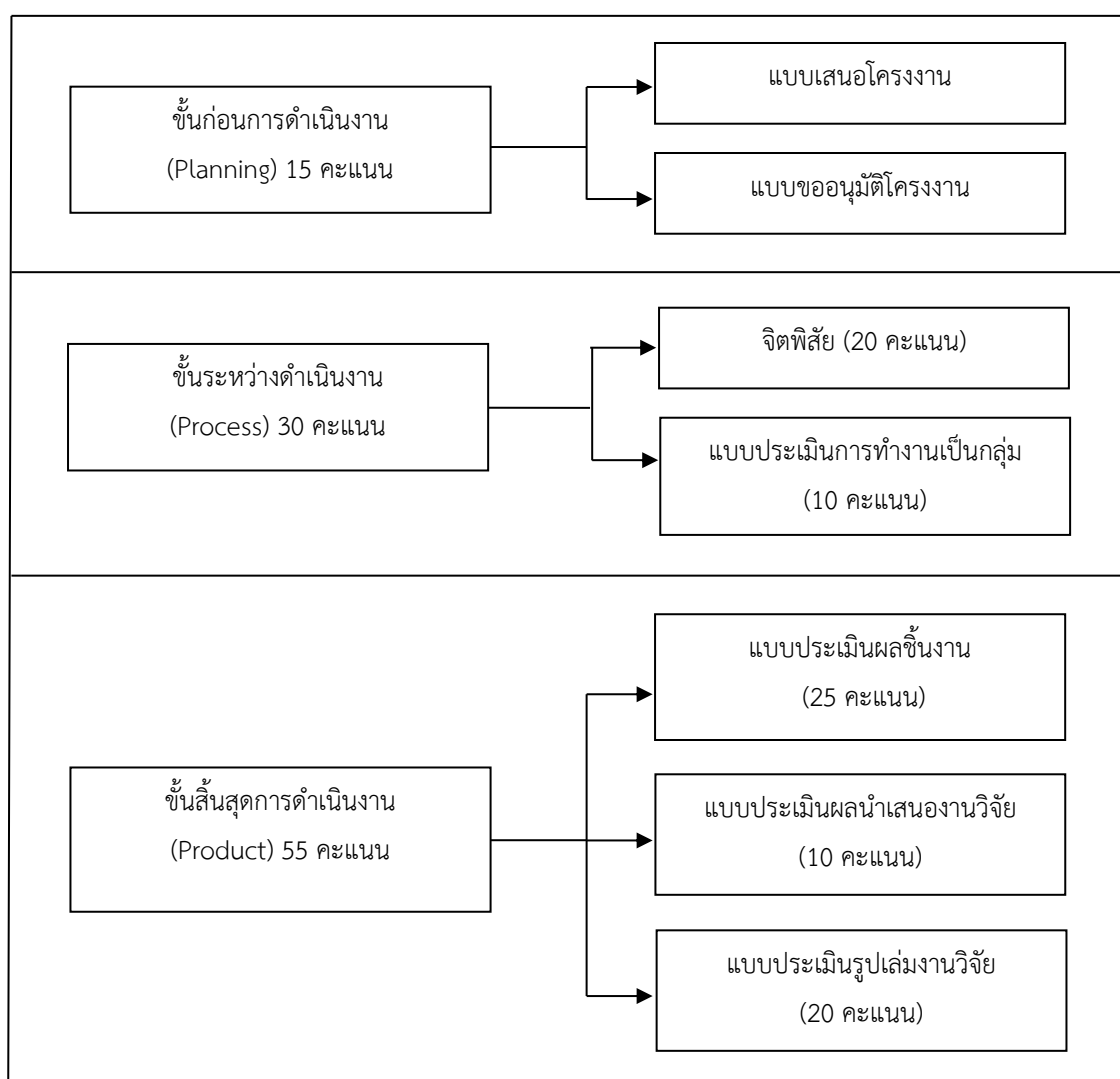 ขั้นก่อนการดำเนินงาน
(Planning) 15 คะแนน
แบบเสนอโครงงาน
แบบขออนุมัติโครงงาน
ขั้นระหว่างดำเนินงาน
(Process) 30 คะแนน
จิตพิสัย (20 คะแนน)
แบบประเมินการทำงานเป็นกลุ่ม
(10 คะแนน)
ขั้นสิ้นสุดการดำเนินงาน
(Product) 55 คะแนน
แบบประเมินผลชิ้นงาน
(25 คะแนน)
แบบประเมินผลนำเสนองานวิจัย
(10 คะแนน)
แบบประเมินรูปเล่มงานวิจัย
(20 คะแนน)